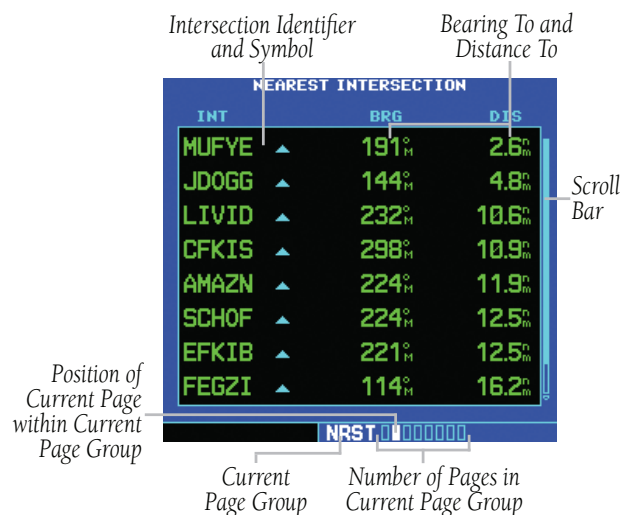 Intersection Identifier
and Symbol
Bearing To and
Distance To
NEAREST INTERSECTION
INT BRG DIS
MUFYE 191°M 2.6nm
JDOGG 144°M 4.8nm
LIVID 232°M 10.6nm
CFKIS 298°M 10.9nm
AMAZN 224°M 11.9nm
SCHOF 224°M 12.5nm
EFKIB 221°M 12.5nm
FEGZI 114°M 16.2nm
Scroll
Bar
Position of
Current Page
within Current
Page Group
NRST
Current
Page Group
Number of Pages in
Current Page Group